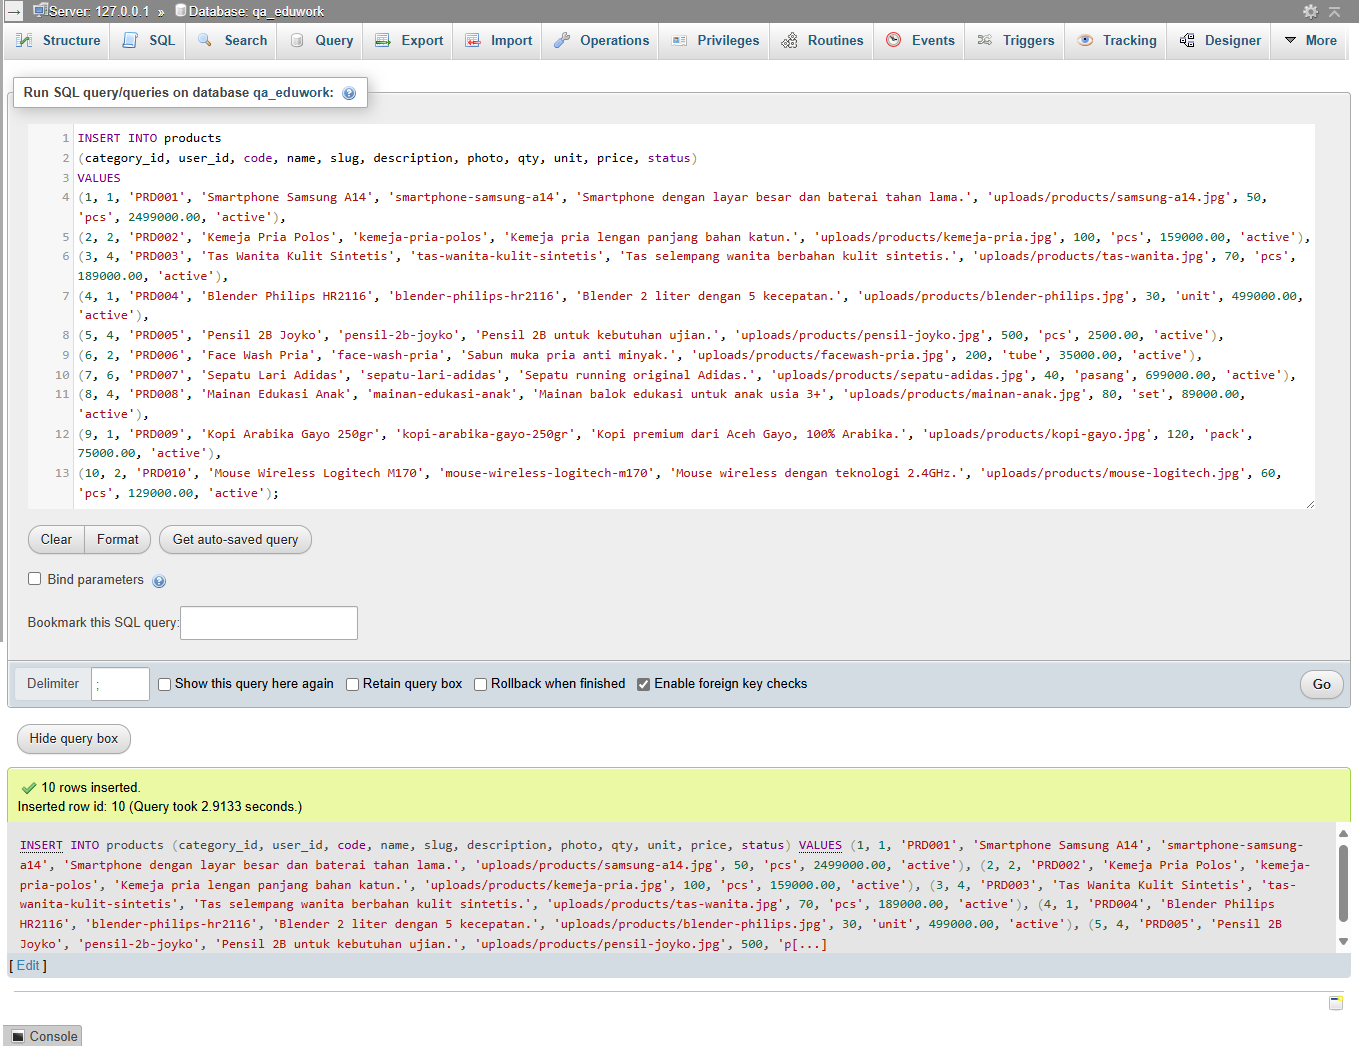 Server: 127.0.0.1 » Database: qa_eduwork
Structure SQL Search Query Export Import Operations Privileges Routines Events Triggers Tracking Designer More
Run SQL query/queries on database qa_eduwork:
1 INSERT INTO products
2 (category_id, user_id, code, name, slug, description, photo, qty, unit, price, status)
3 VALUES
4 (1, 1, 'PRD001', 'Smartphone Samsung A14', 'smartphone-samsung-a14', 'Smartphone dengan layar besar dan baterai tahan lama.', 'uploads/products/samsung-a14.jpg', 50,
'pcs', 2499000.00, 'active'),
5 (2, 2, 'PRD002', 'Kemeja Pria Polos', 'kemeja-pria-polos', 'Kemeja pria lengan panjang bahan katun.', 'uploads/products/kemeja-pria.jpg', 100, 'pcs', 159000.00, 'active'),
6 (3, 4, 'PRD003', 'Tas Wanita Kulit Sintetis', 'tas-wanita-kulit-sintetis', 'Tas selempang wanita berbahan kulit sintetis.', 'uploads/products/tas-wanita.jpg', 70, 'pcs',
189000.00, 'active'),
7 (4, 1, 'PRD004', 'Blender Philips HR2116', 'blender-philips-hr2116', 'Blender 2 liter dengan 5 kecepatan.', 'uploads/products/blender-philips.jpg', 30, 'unit', 499000.00,
'active'),
8 (5, 4, 'PRD005', 'Pensil 2B Joyko', 'pensil-2b-joyko', 'Pensil 2B untuk kebutuhan ujian.', 'uploads/products/pensil-joyko.jpg', 500, 'pcs', 2500.00, 'active'),
9 (6, 2, 'PRD006', 'Face Wash Pria', 'face-wash-pria', 'Sabun muka pria anti minyak.', 'uploads/products/facewash-pria.jpg', 200, 'tube', 35000.00, 'active'),
10 (7, 6, 'PRD007', 'Sepatu Lari Adidas', 'sepatu-lari-adidas', 'Sepatu running original Adidas.', 'uploads/products/sepatu-adidas.jpg', 40, 'pasang', 699000.00, 'active'),
11 (8, 4, 'PRD008', 'Mainan Edukasi Anak', 'mainan-edukasi-anak', 'Mainan balok edukasi untuk anak usia 3+', 'uploads/products/mainan-anak.jpg', 80, 'set', 89000.00,
'active'),
12 (9, 1, 'PRD009', 'Kopi Arabika Gayo 250gr', 'kopi-arabika-gayo-250gr', 'Kopi premium dari Aceh Gayo, 100% Arabika.', 'uploads/products/kopi-gayo.jpg', 120, 'pack',
75000.00, 'active'),
13 (10, 2, 'PRD010', 'Mouse Wireless Logitech M170', 'mouse-wireless-logitech-m170', 'Mouse wireless dengan teknologi 2.4GHz.', 'uploads/products/mouse-logitech.jpg', 60,
'pcs', 129000.00, 'active');
Clear Format Get auto-saved query
Bind parameters
Bookmark this SQL query:
Delimiter ; Show this query here again Retain query box Rollback when finished Enable foreign key checks Go
Hide query box
10 rows inserted.
Inserted row id: 10 (Query took 2.9133 seconds.)
INSERT INTO products (category_id, user_id, code, name, slug, description, photo, qty, unit, price, status) VALUES (1, 1, 'PRD001', 'Smartphone Samsung A14', 'smartphone-samsung-
a14', 'Smartphone dengan layar besar dan baterai tahan lama.', 'uploads/products/samsung-a14.jpg', 50, 'pcs', 2499000.00, 'active'), (2, 2, 'PRD002', 'Kemeja Pria Polos', 'kemeja-
pria-polos', 'Kemeja pria lengan panjang bahan katun.', 'uploads/products/kemeja-pria.jpg', 100, 'pcs', 159000.00, 'active'), (3, 4, 'PRD003', 'Tas Wanita Kulit Sintetis', 'tas-
wanita-kulit-sintetis', 'Tas selempang wanita berbahan kulit sintetis.', 'uploads/products/tas-wanita.jpg', 70, 'pcs', 189000.00, 'active'), (4, 1, 'PRD004', 'Blender Philips
HR2116', 'blender-philips-hr2116', 'Blender 2 liter dengan 5 kecepatan.', 'uploads/products/blender-philips.jpg', 30, 'unit', 499000.00, 'active'), (5, 4, 'PRD005', 'Pensil 2B
Joyko', 'pensil-2b-joyko', 'Pensil 2B untuk kebutuhan ujian.', 'uploads/products/pensil-joyko.jpg', 500, 'p[...]
[ Edit ]
Console